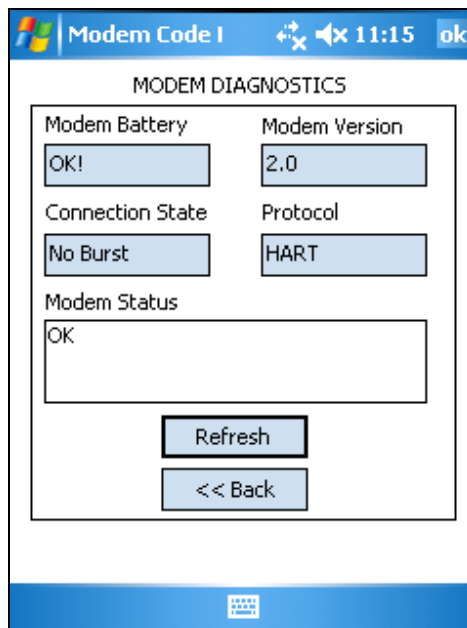 Modem Code I 11:15 ok
MODEM DIAGNOSTICS
Modem Battery Modem Version
OK! 2.0
Connection State Protocol
No Burst HART
Modem Status
OK
Refresh
<< Back